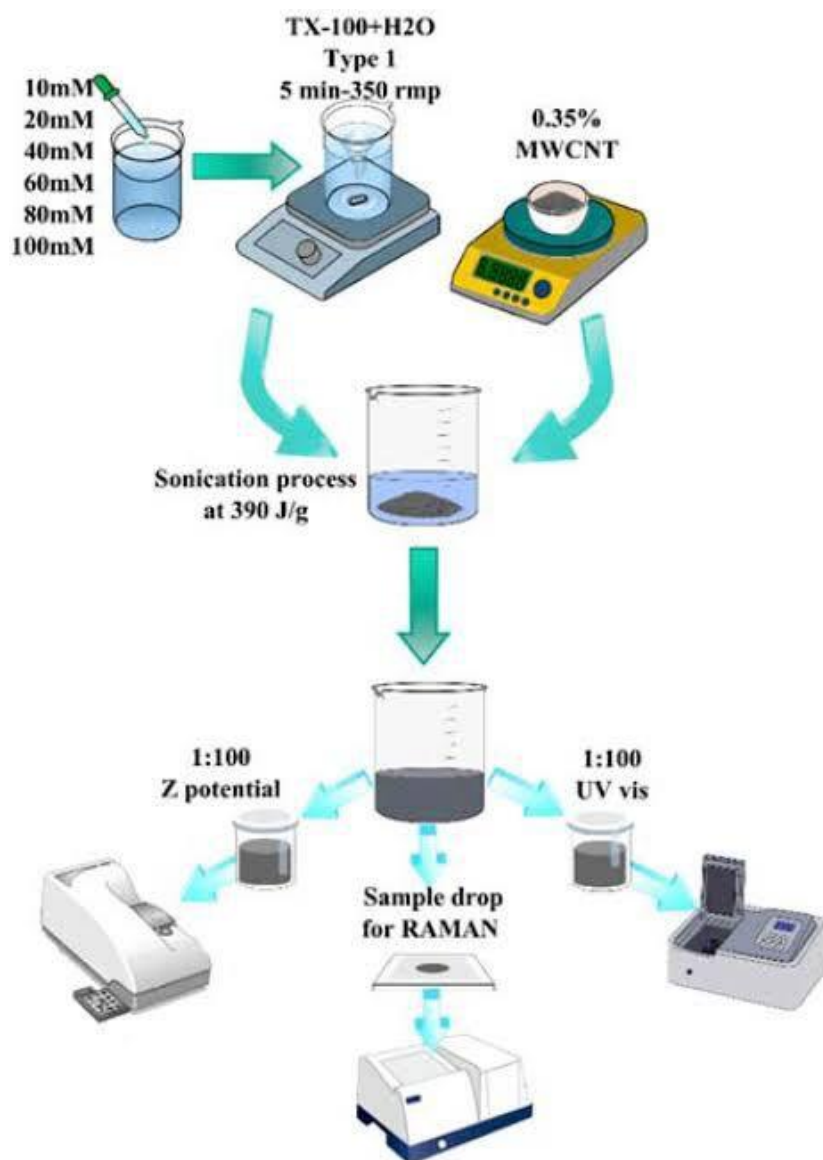 TX-100+H2O
Type 1
5 min-350 rmp
10mM
20mM
40mM
60mM
80mM
100mM
0.35%
MWCNT
Sonication process
at 390 J/g
1:100
Z potential
1:100
UV vis
Sample drop
for RAMAN